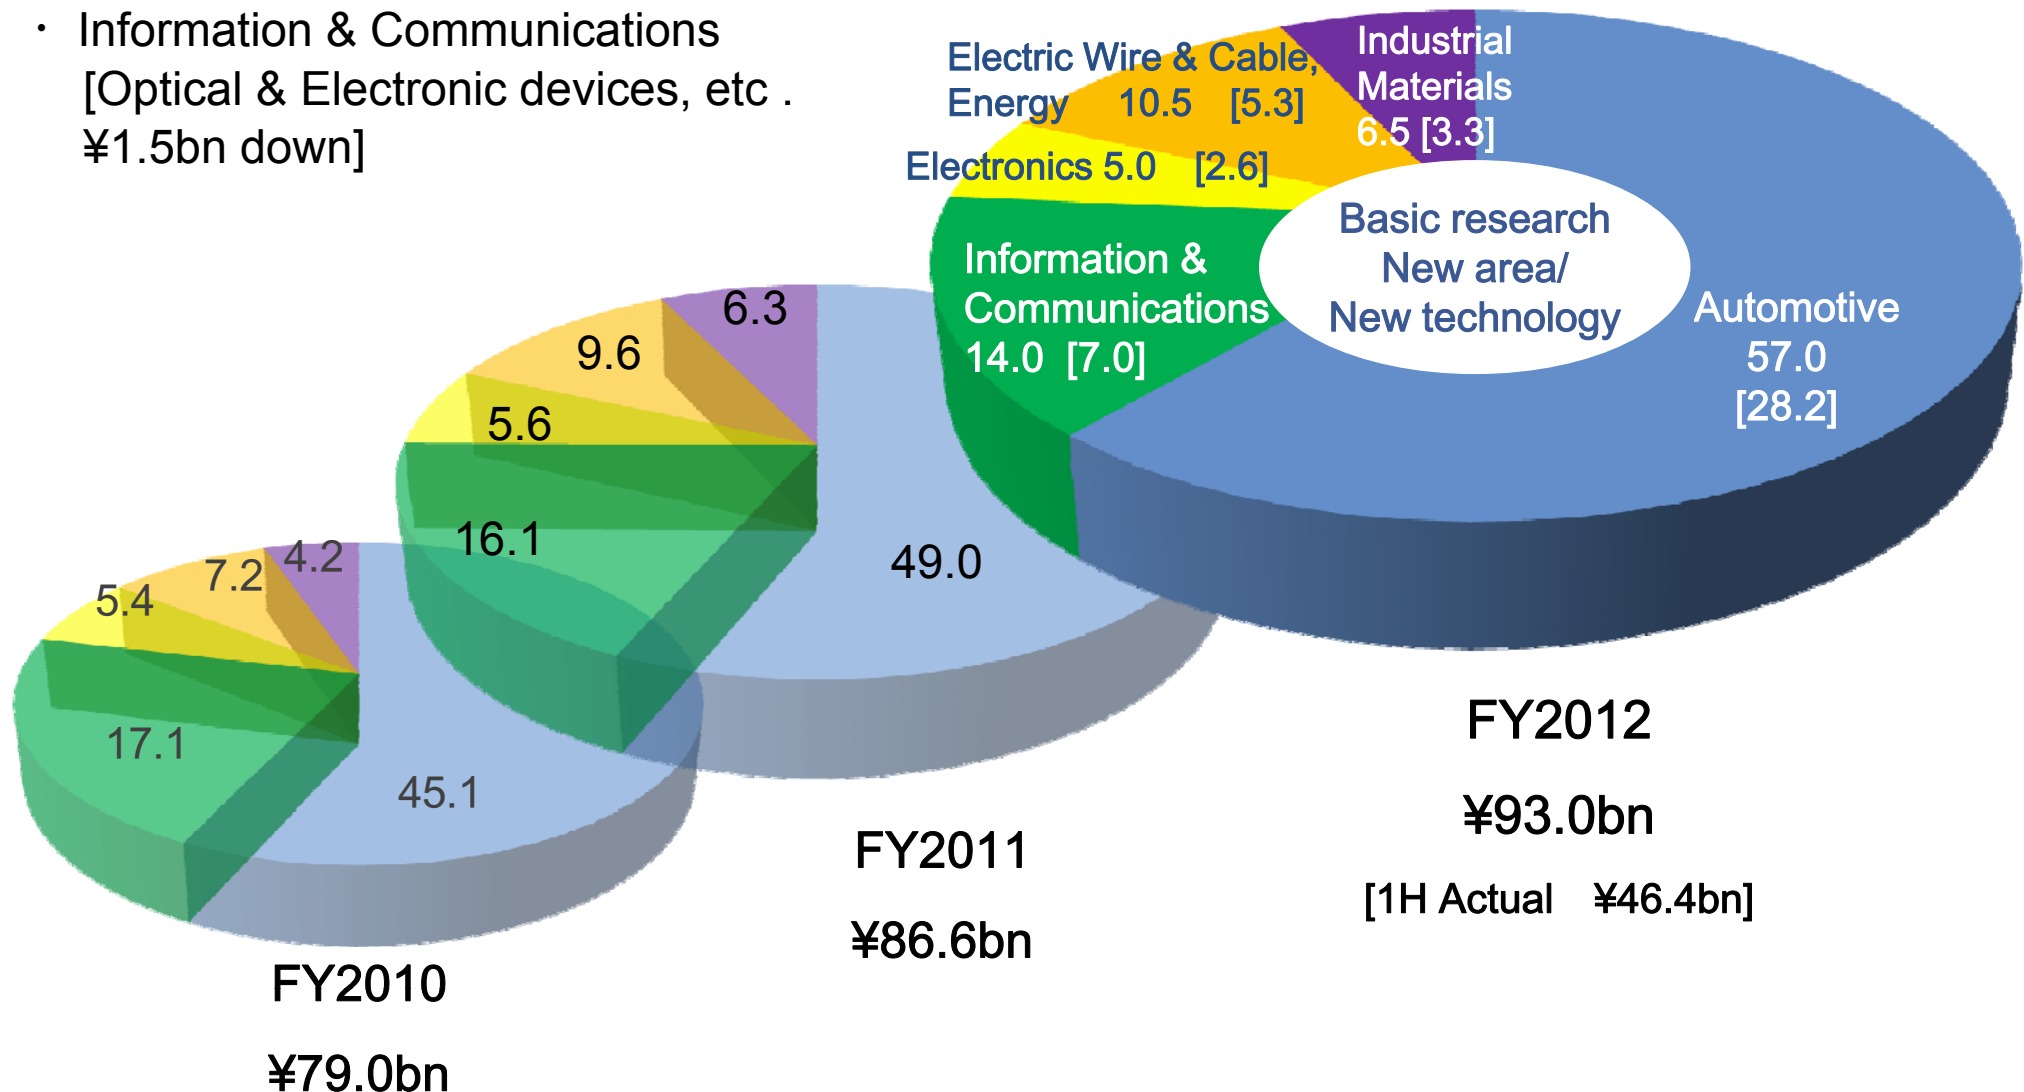 ・ Information & Communications
[Optical & Electronic devices, etc .
¥1.5bn down]
Electric Wire & Cable,
Energy 10.5 [5.3]
Industrial
Materials
6.5 [3.3]
Electronics 5.0 [2.6]
Information &
Communications
14.0 [7.0]
Basic research
New area/
New technology
Automotive
57.0
[28.2]
6.3
9.6
5.6
16.1
49.0
4.2
7.2
5.4
17.1
45.1
FY2012
¥93.0bn
[1H Actual ¥46.4bn]
FY2011
¥86.6bn
FY2010
¥79.0bn